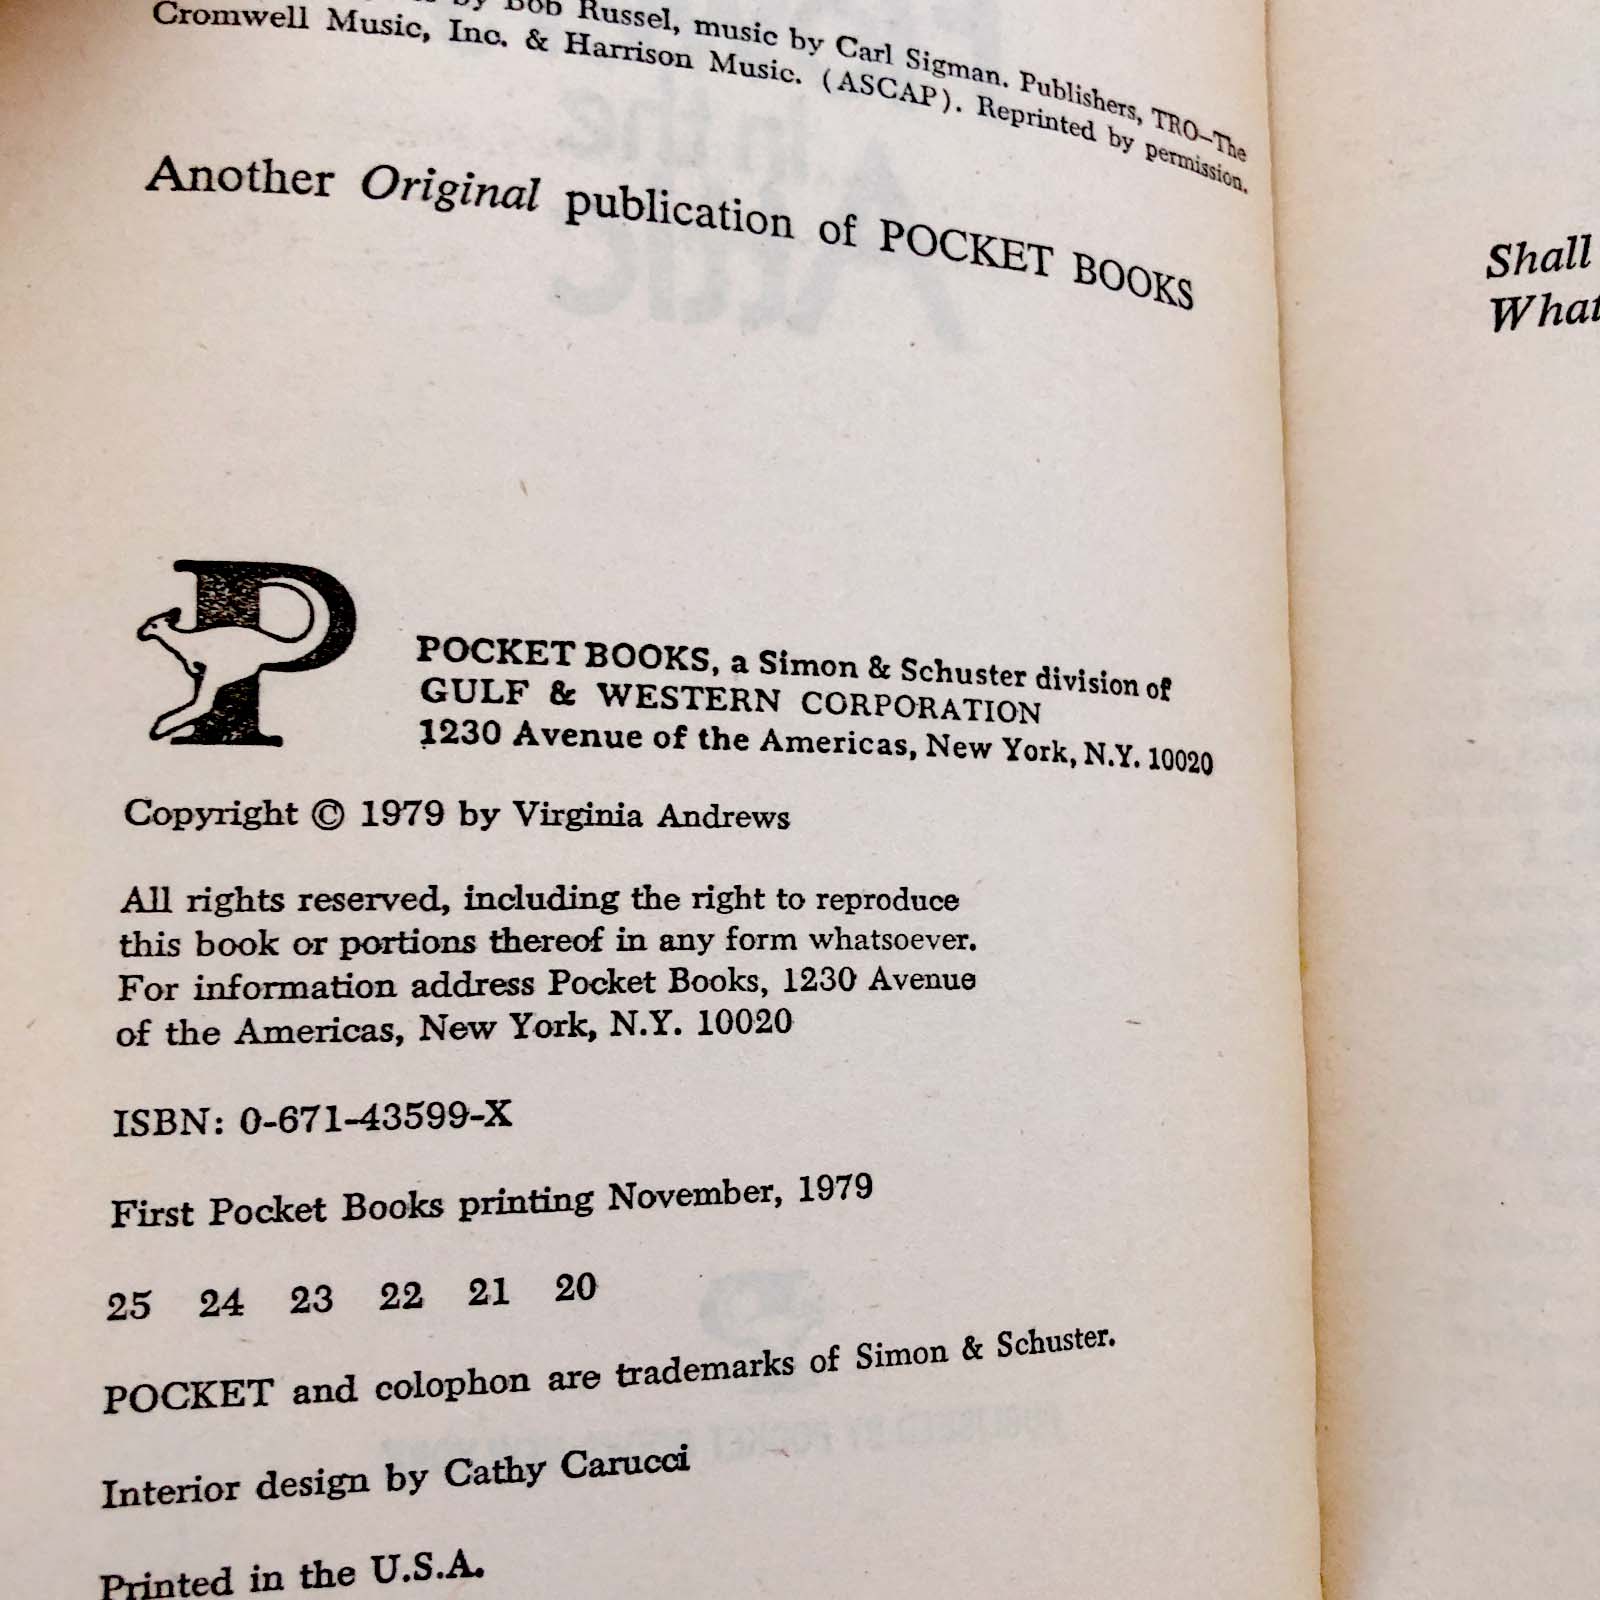 by Bob Russel, music by Carl Sigman. Publishers, TRO–The
Cromwell Music, Inc. & Harrison Music. (ASCAP). Reprinted by permission.
Another Original publication of POCKET BOOKS
P
POCKET BOOKS, a Simon & Schuster division of
GULF & WESTERN CORPORATION
1230 Avenue of the Americas, New York, N.Y. 10020
Copyright © 1979 by Virginia Andrews
All rights reserved, including the right to reproduce
this book or portions thereof in any form whatsoever.
For information address Pocket Books, 1230 Avenue
of the Americas, New York, N.Y. 10020
ISBN: 0-671-43599-X
First Pocket Books printing November, 1979
25 24 23 22 21 20
POCKET and colophon are trademarks of Simon & Schuster.
Interior design by Cathy Carucci
Printed in the U.S.A.
Shall
What